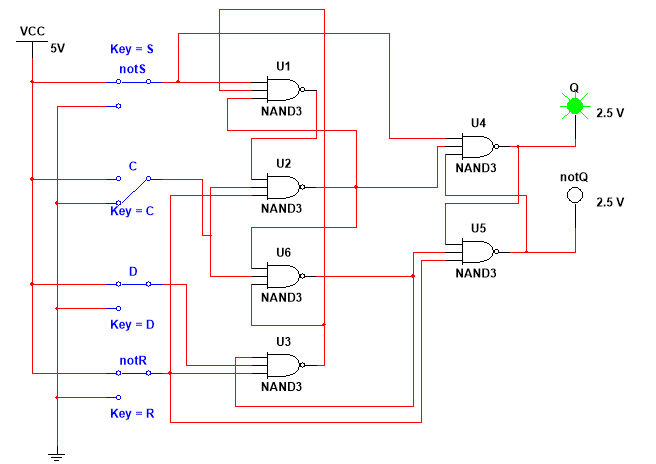 VCC
5V
Key = S
notS
U1
NAND3
Q
2.5 V
U4
NAND3
C
Key = C
U2
NAND3
notQ
2.5 V
U5
NAND3
D
Key = D
U6
NAND3
notR
Key = R
U3
NAND3